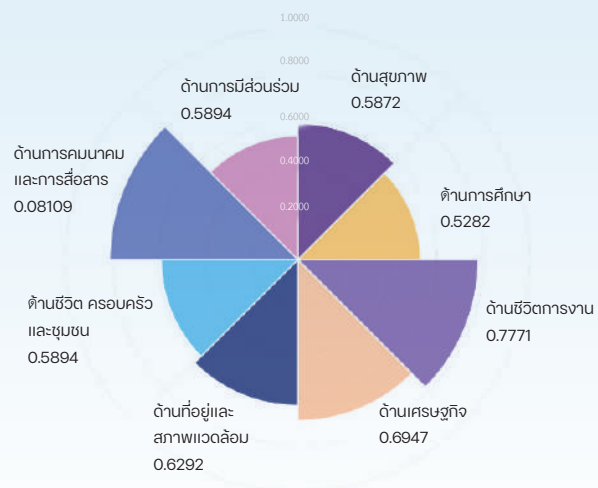 1.0000
0.8000
0.6000
0.4000
0.2000
ด้านสุขภาพ
0.5872
ด้านการศึกษา
0.5282
ด้านชีวิตการงาน
0.7771
ด้านเศรษฐกิจ
0.6947
ด้านที่อยู่และ
สภาพแวดล้อม
0.6292
ด้านชีวิต ครอบครัว
และชุมชน
0.5894
ด้านการคมนาคม
และการสื่อสาร
0.08109
ด้านการมีส่วนร่วม
0.5894